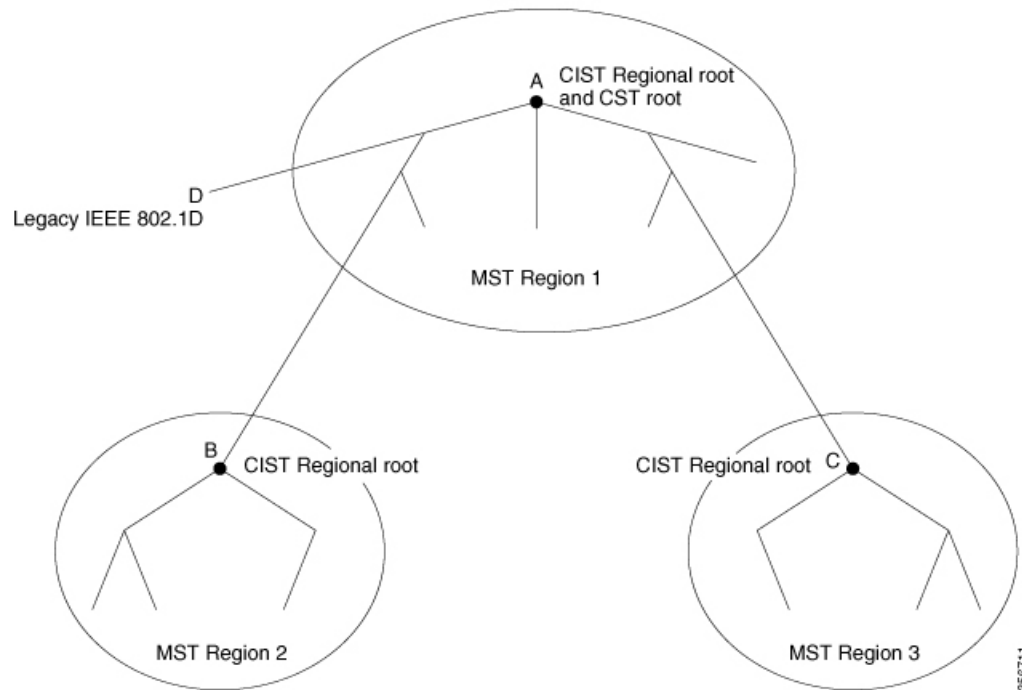 A
CIST Regional root
and CST root
D
Legacy IEEE 802.1D
MST Region 1
B
CIST Regional root
CIST Regional root
C
MST Region 2
MST Region 3